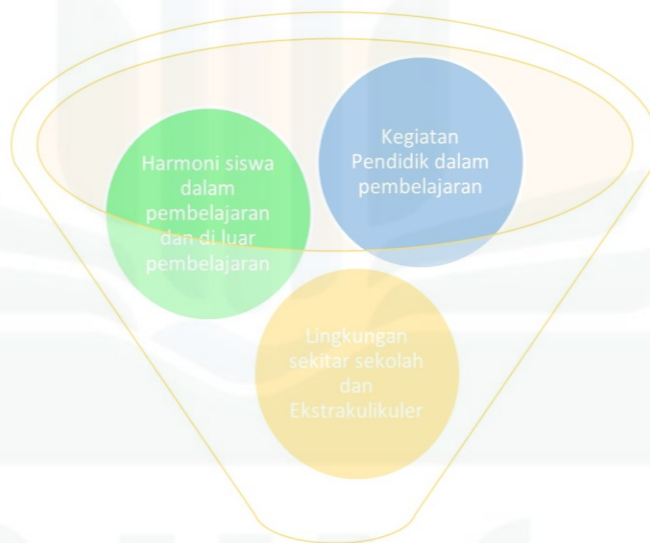 Harmoni siswa
dalam
pembelajaran
dan di luar
pembelajaran
Kegiatan
Pendidik dalam
pembelajaran
Lingkungan
sekitar sekolah
dan
Ekstrakulikuler